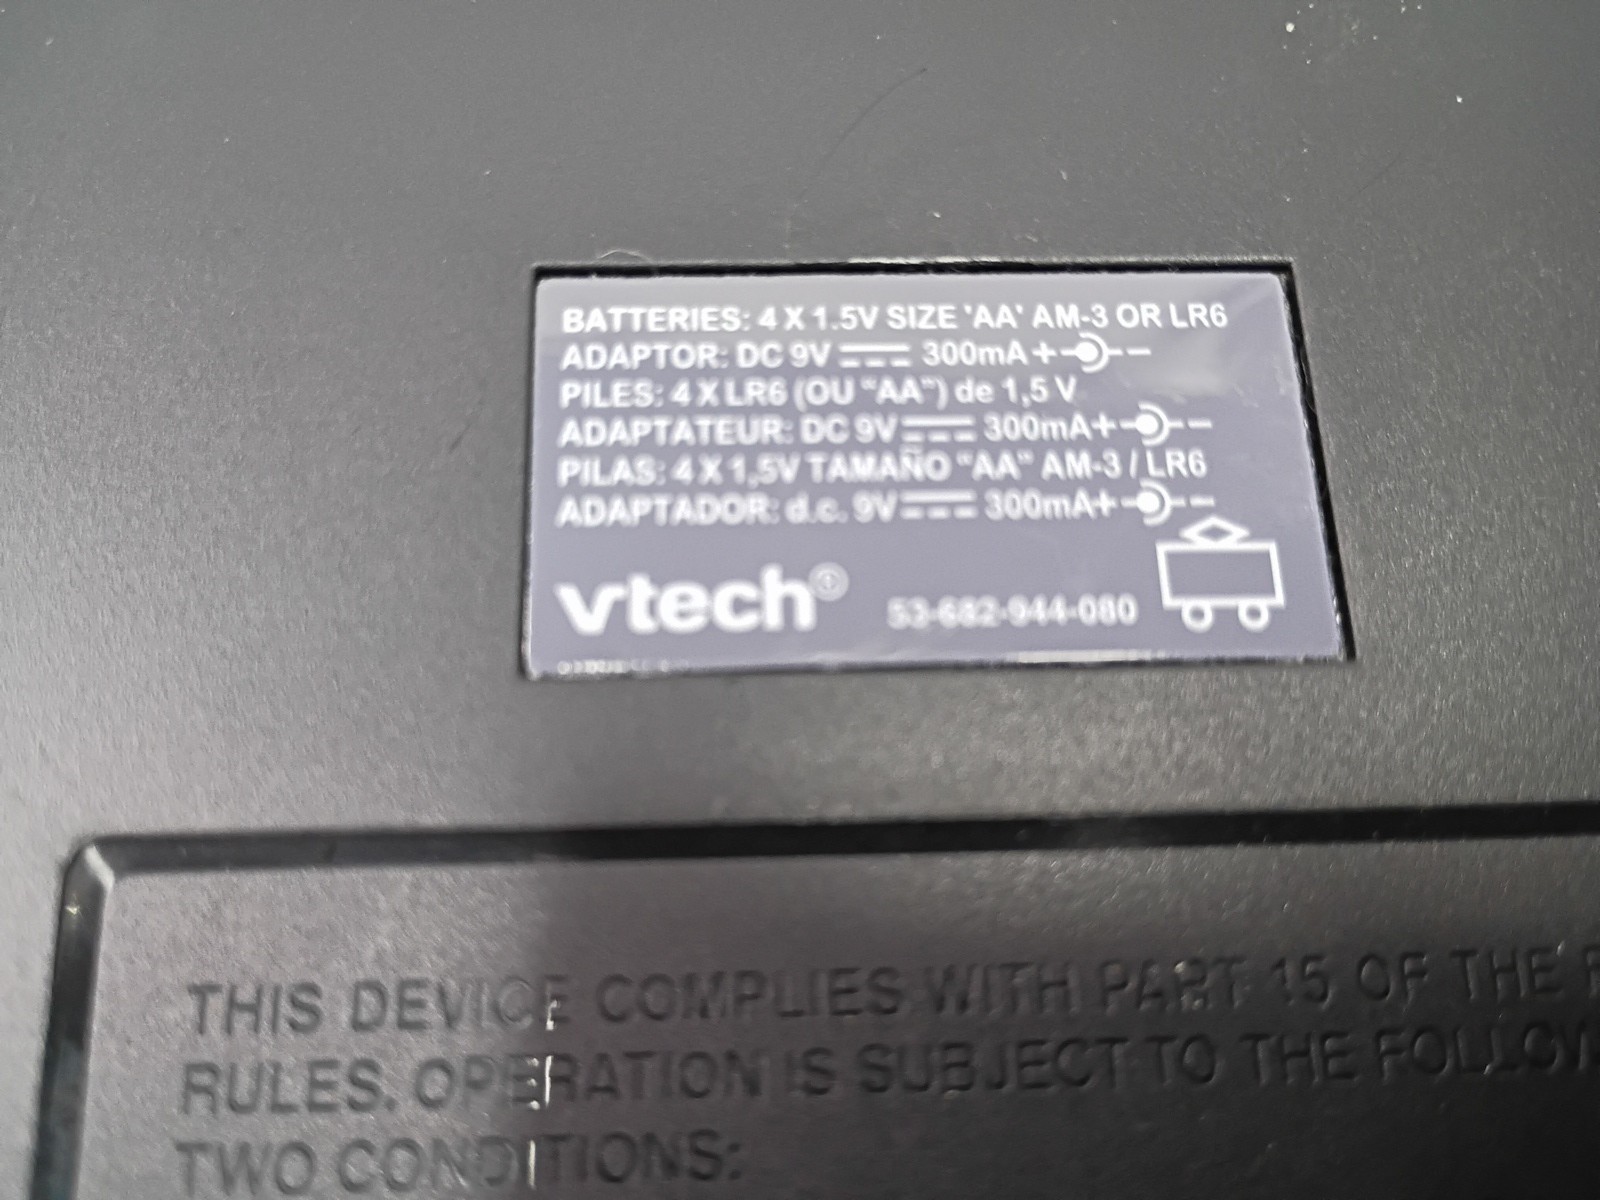 BATTERIES: 4 X 1.5V SIZE 'AA' AM-3 OR LR6
ADAPTOR: DC 9V 300mA + -
PILES: 4 X LR6 (OU "AA") de 1,5 V
ADAPTATEUR: DC 9V 300mA + -
PILAS: 4 X 1,5V TAMAÑO "AA" AM-3 / LR6
ADAPTADOR: d.c. 9V 300mA + -
vtech® 53-682-944-080
THIS DEVICE COMPLIES WITH PART 15 OF THE
RULES. OPERATION IS SUBJECT TO THE
TWO CONDITIONS: